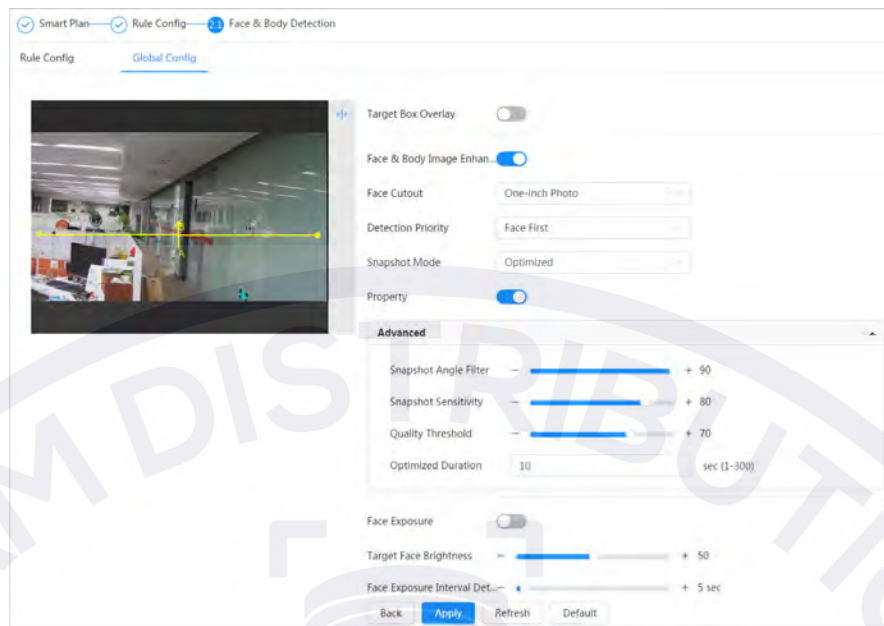 Smart Plan Rule Config 2.1 Face & Body Detection
Rule Config Global Config
Target Box Overlay
Face & Body Image Enhan...
Face Cutout One-Inch Photo
Detection Priority Face First
Snapshot Mode Optimized
Property
Advanced
Snapshot Angle Filter − + 90
Snapshot Sensitivity − + 80
Quality Threshold − + 70
Optimized Duration 10 sec (1-300)
Face Exposure
Target Face Brightness − + 50
Face Exposure Interval Det... − + 5 sec
Back Apply Refresh Default
A
M DISTRIBUT